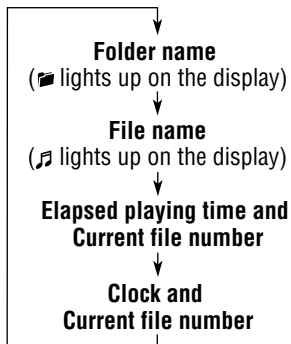 Folder name
( lights up on the display)
File name
( lights up on the display)
Elapsed playing time and
Current file number
Clock and
Current file number